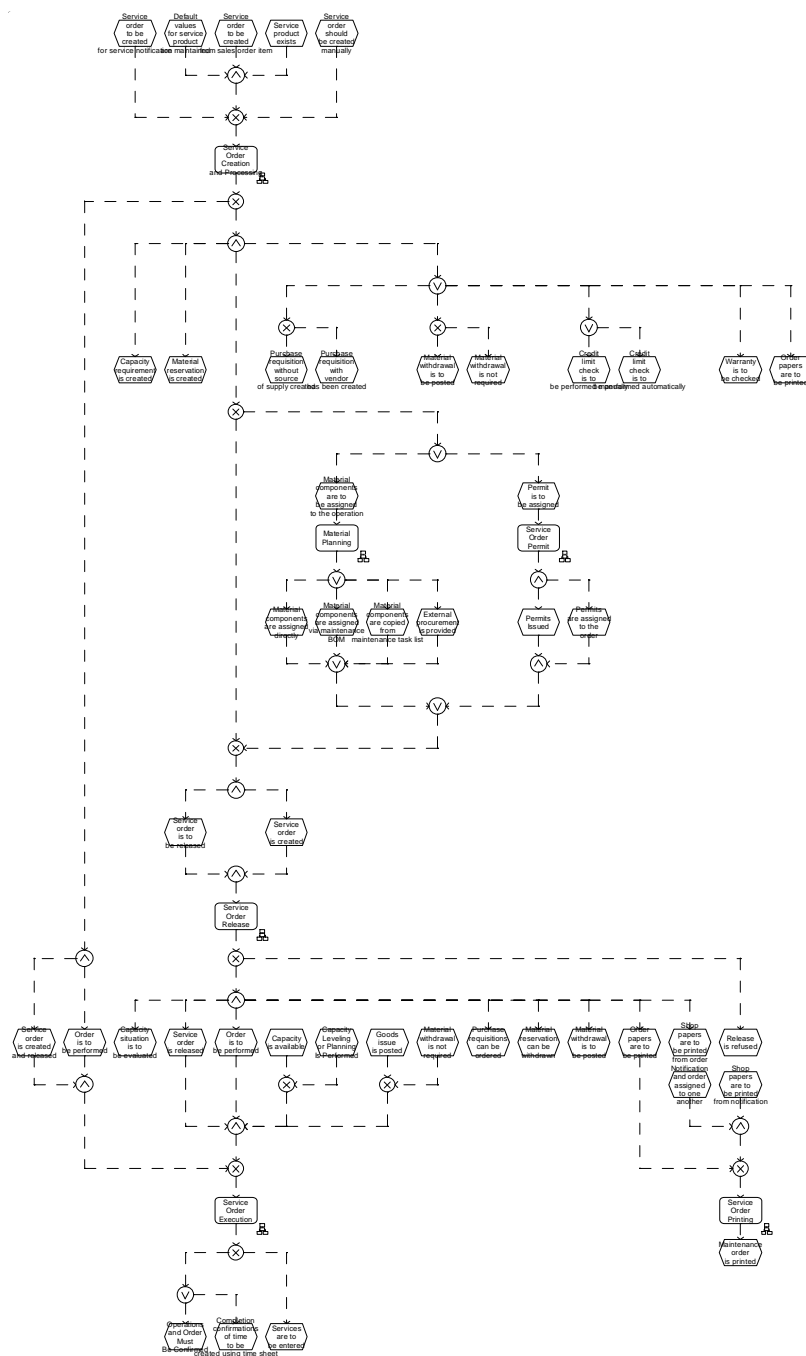 Service
order
to be
created
for service notification
Default
values
for service
product
are maintained
Service
order
to be
created
from sales order item
Service
product
exists
Service
order
should
be created
manually
Service
Order
Creation
and Processing
Capacity
requirement
is created
Material
reservation
is created
Purchase
requisition
without
source
of supply created
Purchase
requisition
with
vendor
has been created
Material
withdrawal
is to
be posted
Material
withdrawal
is not
required
Credit
limit
check
is to
be performed manually
Credit
limit
check
is to
be performed automatically
Warranty
is to
be checked
Order
papers
are to
be printed
Material
components
are to
be assigned
to the operation
Permit
is to
be assigned
Material
Planning
Service
Order
Permit
Material
components
are assigned
directly
Material
components
are assigned
via maintenance
BOM
Material
components
are copied
from
maintenance task list
External
procurement
is provided
Permits
Issued
Permits
are assigned
to the
order
Service
order
is to
be released
Service
order
is created
Service
Order
Release
Service
order
is created
and released
Order
is to
be performed
Capacity
situation
is to
be evaluated
Service
order
is released
Order
is to
be performed
Capacity
is available
Capacity
Leveling
or Planning
is Performed
Goods
issue
is posted
Material
withdrawal
is not
required
Purchase
requisitions
can be
ordered
Material
reservation
can be
withdrawn
Material
withdrawal
is to
be posted
Order
papers
are to
be printed
Shop
papers
are to
be printed
from order
Release
is refused
Notification
and order
assigned
to one
another
Shop
papers
are to
be printed
from notification
Service
Order
Execution
Service
Order
Printing
Maintenance
order
is printed
Operations
and Order
Must
Be Confirmed
Completion
confirmations
of time
to be
created using time sheet
Services
are to
be entered